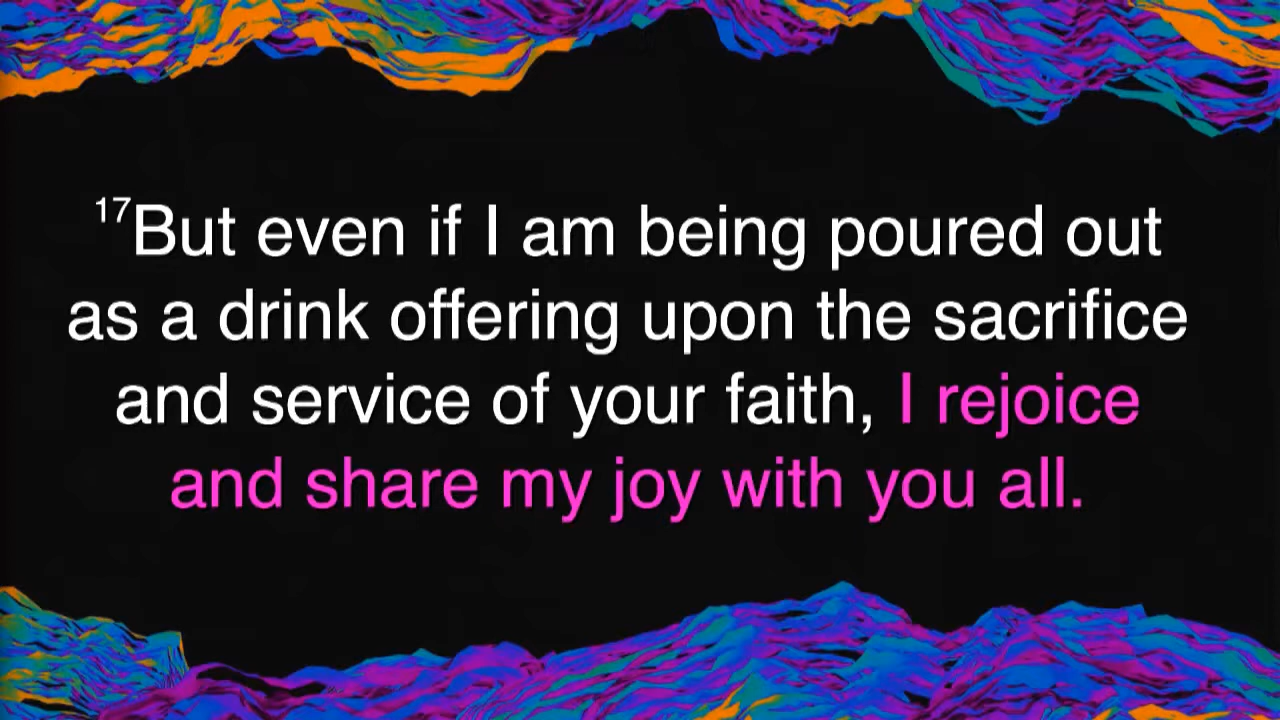 17But even if I am being poured out
as a drink offering upon the sacrifice
and service of your faith, I rejoice
and share my joy with you all.